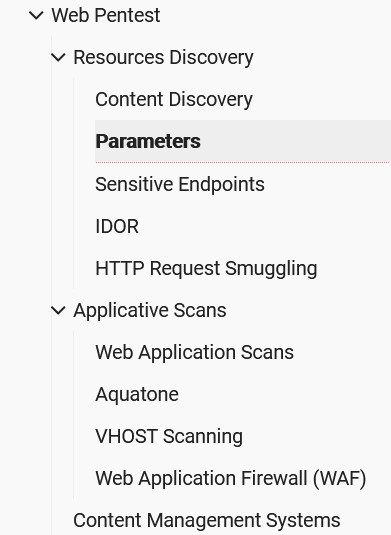 Web Pentest
Resources Discovery
Content Discovery
Parameters
Sensitive Endpoints
IDOR
HTTP Request Smuggling
Applicative Scans
Web Application Scans
Aquatone
VHOST Scanning
Web Application Firewall (WAF)
Content Management Systems